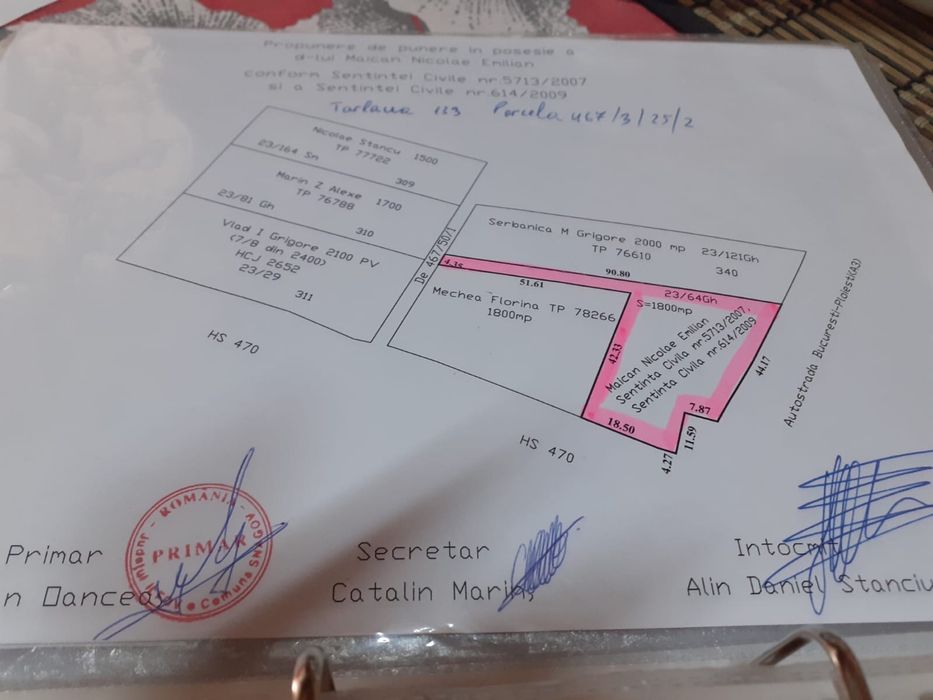 Propunere de punere in posesie a
d-lui Maican Nicolae Emilian
conform Sentintei Civile nr.5713/2007
si a Sentintei Civile nr.614/2009
Tarlaua 113 Parcela 467/3/25/2
Nicolae Stancu 1500
TP 77722
23/164 Sn
309
Marin Z Alexe 1700
TP 76788
23/81 Gh
310
Vlad I Grigore 2100 PV
(7/8 din 2400)
HCJ 2652
23/29
311
HS 470
De 467/50/1
Serbanica M Grigore 2000 mp 23/121Gh
TP 76610
340
90.80
51.61
23/64Gh
S=1800mp
Mechea Florina TP 78266
1800mp
42.33
Maican Nicolae Emilian
Sentinta Civila nr.5713/2007,
Sentinta Civila nr.614/2009
44.17
7.87
11.59
4.27
18.50
HS 470
Autostrada Bucuresti-Ploiesti(A3)
Primar
ROMÂNIA
Judetul Ilfov
PRIMAR
Comuna SNAGOV
Secretar
Catalin Marin
Intocmit
Alin Daniel Stanciu